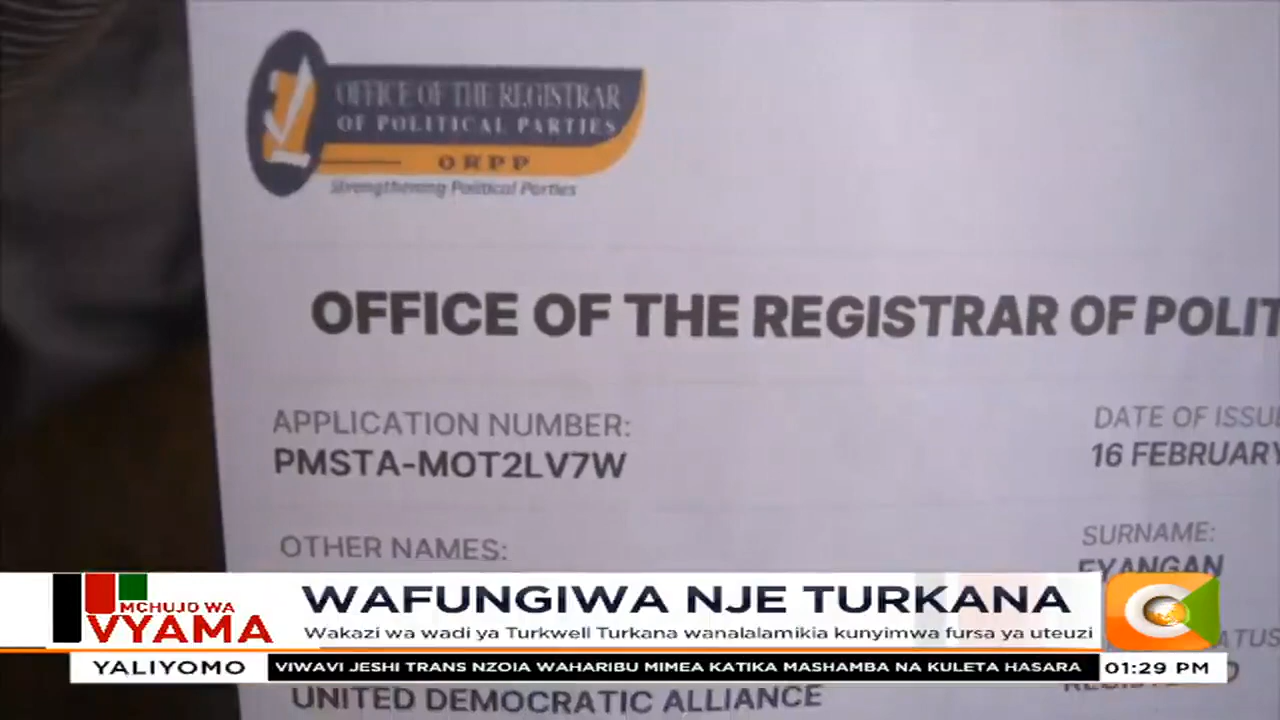 OFFICE OF THE REGISTRAR
OF POLITICAL PARTIES
ORPP
Strengthening Political Parties
OFFICE OF THE REGISTRAR OF POLIT
APPLICATION NUMBER:
PMSTA-MOT2LV7W
DATE OF ISSU
16 FEBRUARY
OTHER NAMES:
SURNAME:
EYANGAN
MCHUJO WA
VYAMA
WAFUNGIWA NJE TURKANA
Wakazi wa wadi ya Turkwell Turkana wanalalamikia kunyimwa fursa ya uteuzi
C
ATUS
YALIYOMO
VIWAVI JESHI TRANS NZOIA WAHARIBU MIMEA KATIKA MASHAMBA NA KULETA HASARA
01:29 PM
UNITED DEMOCRATIC ALLIANCE